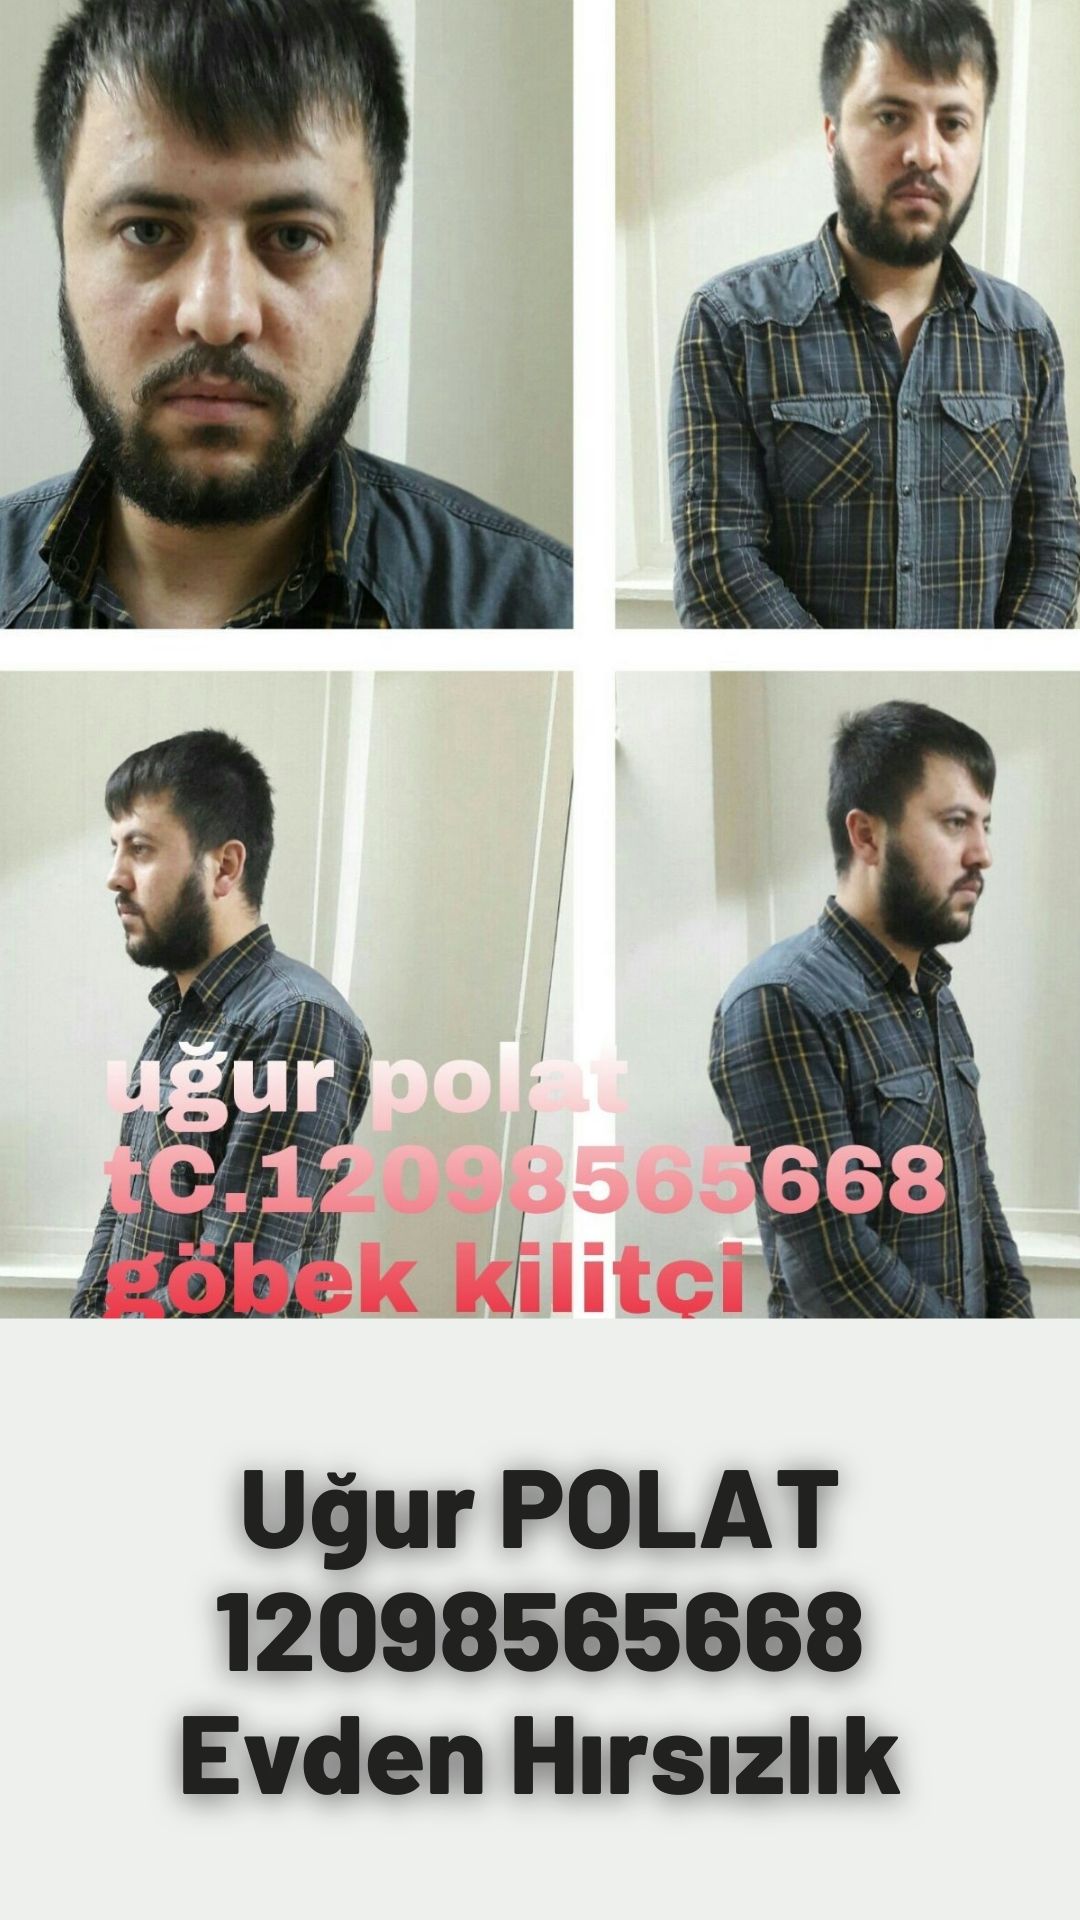 uğur polat
tC.12098565668
göbek kilitçi
Uğur POLAT
12098565668
Evden Hırsızlık